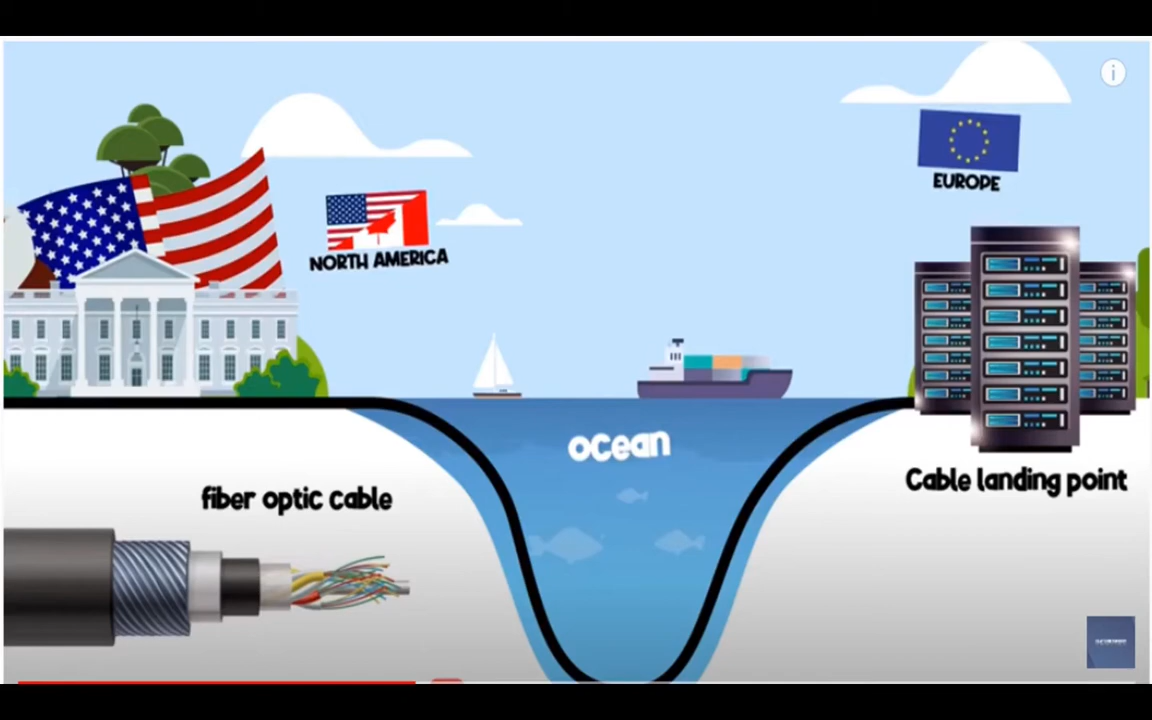 EUROPE
NORTH AMERICA
ocean
Cable landing point
fiber optic cable